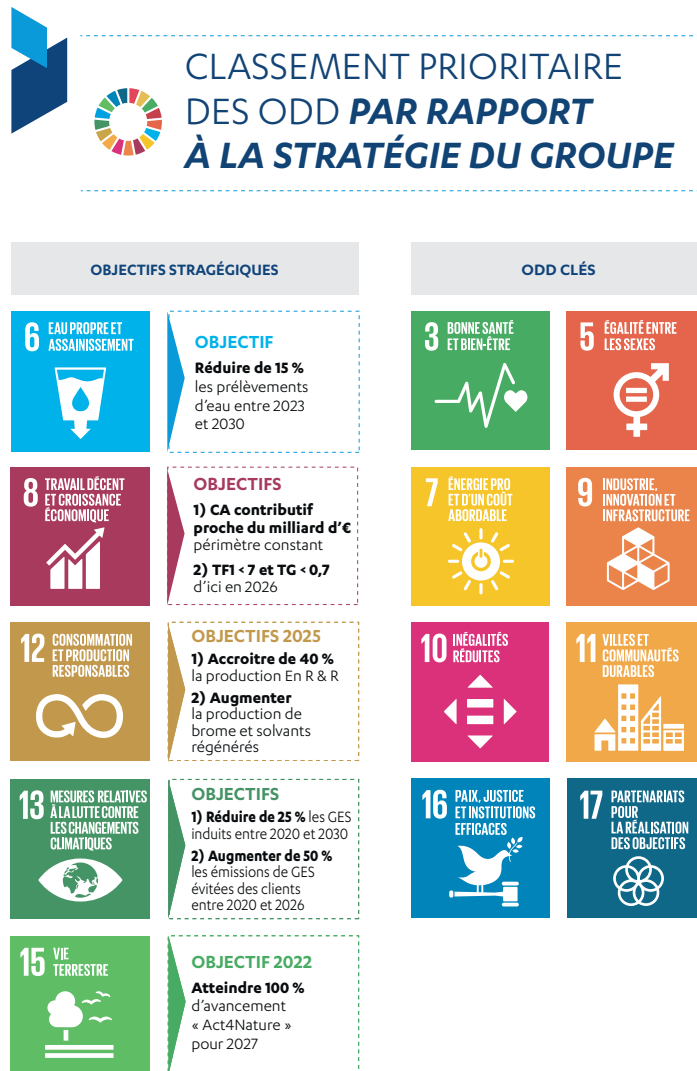 CLASSEMENT PRIORITAIRE
DES ODD PAR RAPPORT
À LA STRATÉGIE DU GROUPE
OBJECTIFS STRAGÉGIQUES
6 EAU PROPRE ET
ASSAINISSEMENT
OBJECTIF
Réduire de 15 %
les prélèvements
d'eau entre 2023
et 2030
8 TRAVAIL DÉCENT
ET CROISSANCE
ÉCONOMIQUE
OBJECTIFS
1) CA contributif
proche du milliard d'€
périmètre constant
2) TF1 < 7 et TG < 0,7
d'ici en 2026
12 CONSOMMATION
ET PRODUCTION
RESPONSABLES
OBJECTIFS 2025
1) Accroitre de 40 %
la production En R & R
2) Augmenter
la production de
brome et solvants
régénérés
13 MESURES RELATIVES
À LA LUTTE CONTRE
LES CHANGEMENTS
CLIMATIQUES
OBJECTIFS
1) Réduire de 25 % les GES
induits entre 2020 et 2030
2) Augmenter de 50 %
les émissions de GES
évitées des clients
entre 2020 et 2026
15 VIE
TERRESTRE
OBJECTIF 2022
Atteindre 100 %
d'avancement
« Act4Nature »
pour 2027
ODD CLÉS
3 BONNE SANTÉ
ET BIEN-ÊTRE
5 ÉGALITÉ ENTRE
LES SEXES
7 ÉNERGIE PRO
ET D'UN COÛT
ABORDABLE
9 INDUSTRIE,
INNOVATION ET
INFRASTRUCTURE
10 INÉGALITÉS
RÉDUITES
11 VILLES ET
COMMUNAUTÉS
DURABLES
16 PAIX, JUSTICE
ET INSTITUTIONS
EFFICACES
17 PARTENARIATS
POUR
LA RÉALISATION
DES OBJECTIFS